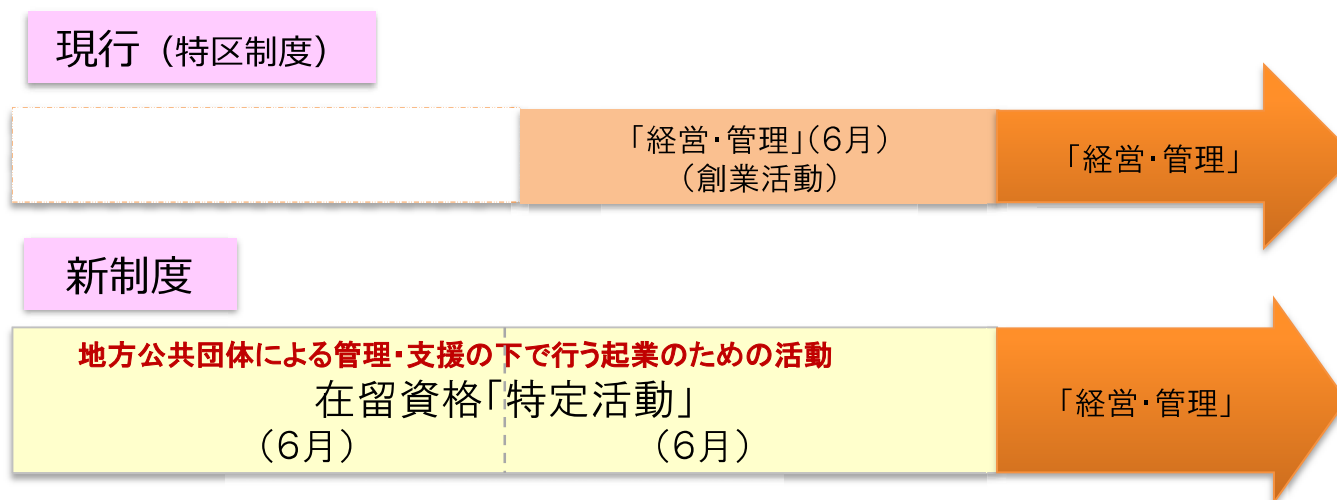 現行（特区制度）
「経営・管理」（６月）
（創業活動）
「経営・管理」
新制度
地方公共団体による管理・支援の下で行う起業のための活動
在留資格「特定活動」
（６月）
（６月）
「経営・管理」